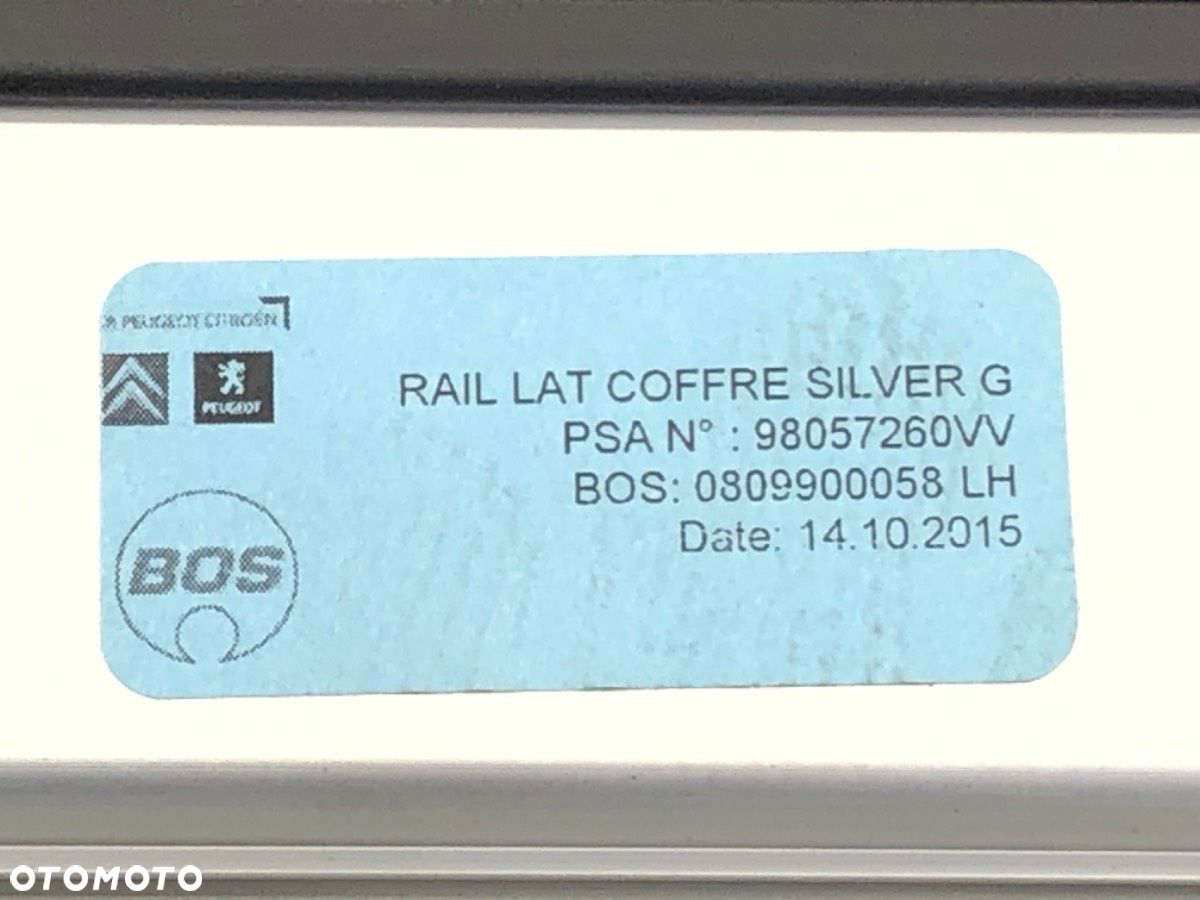 PEUGEOT CITROËN
PEUGEOT
RAIL LAT COFFRE SILVER G
PSA N° : 98057260VV
BOS: 0809900058 LH
Date: 14.10.2015
BOS
OTOMOTO